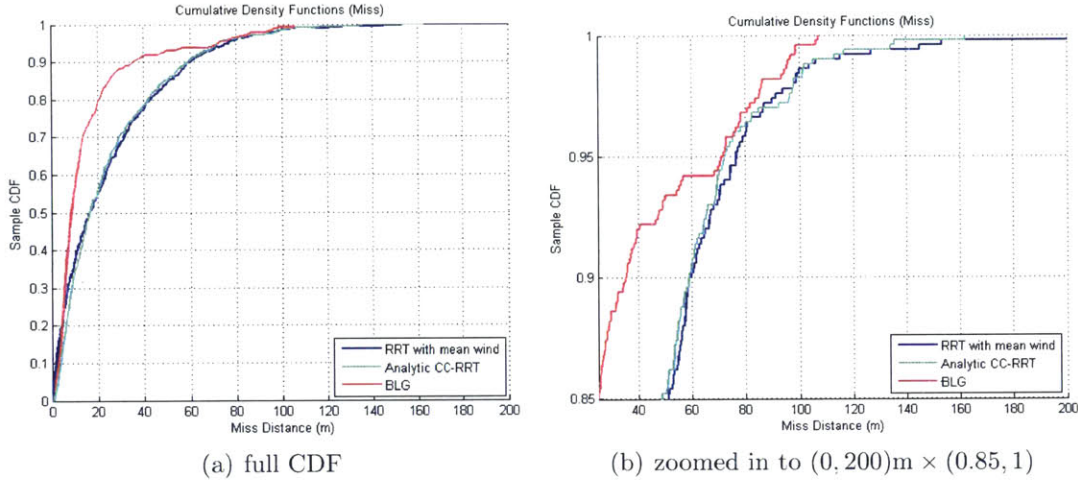 Cumulative Density Functions (Miss)
1
0.9
0.8
0.7
0.6
0.5
0.4
0.3
0.2
0.1
0
Sample CDF
RRT with mean wind
Analytic CC-RRT
BLG
0 20 40 60 80 100 120 140 160 180 200
Miss Distance (m)
(a) full CDF
Cumulative Density Functions (Miss)
1
0.95
0.9
0.85
Sample CDF
RRT with mean wind
Analytic CC-RRT
BLG
40 60 80 100 120 140 160 180 200
Miss Distance (m)
(b) zoomed in to (0, 200)m × (0.85, 1)